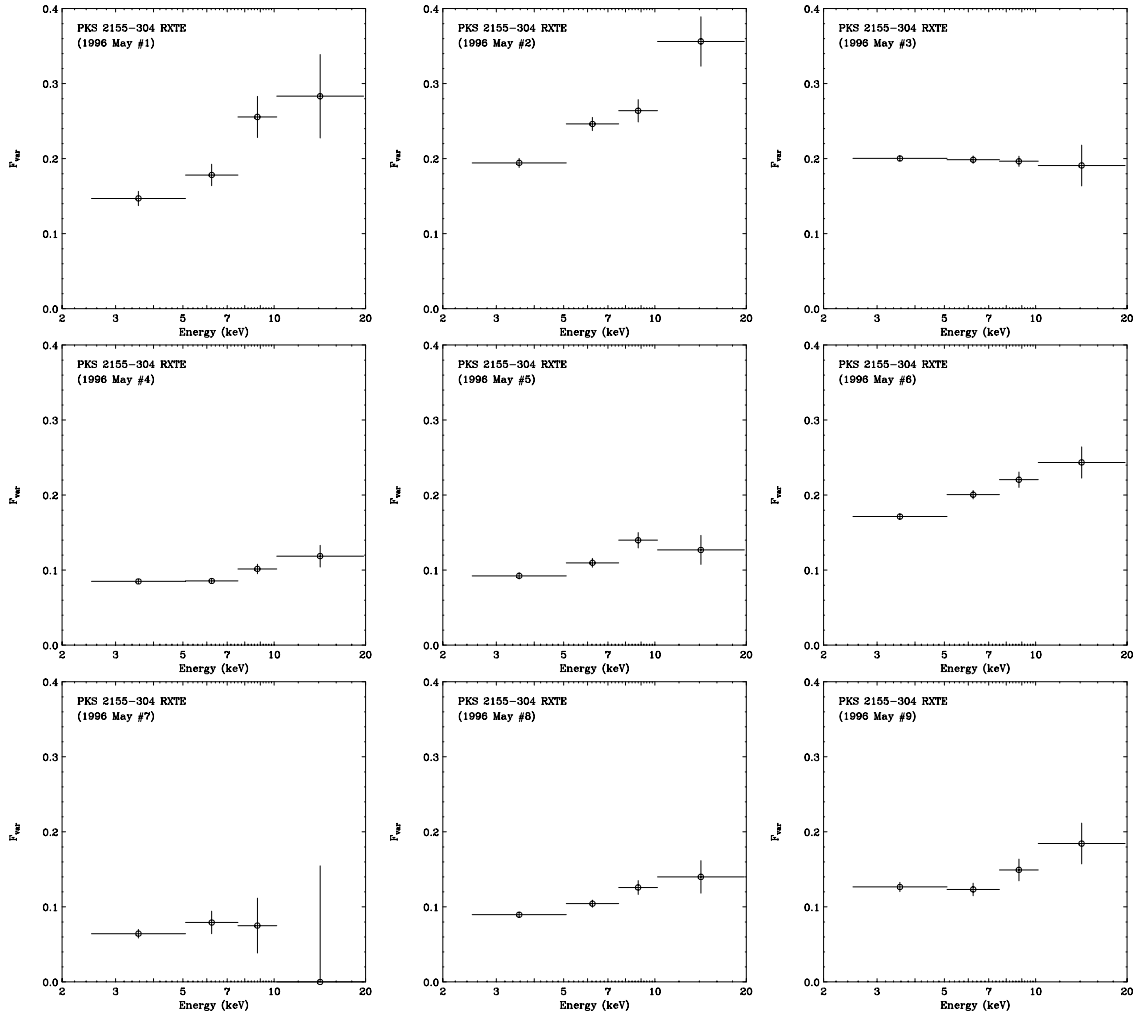 PKS 2155-304 RXTE
(1996 May #1)
0.4
0.3
0.2
0.1
0.0
Fvar
2 3 5 7 10 20
Energy (keV)
PKS 2155-304 RXTE
(1996 May #2)
0.4
0.3
0.2
0.1
0.0
Fvar
2 3 5 7 10 20
Energy (keV)
PKS 2155-304 RXTE
(1996 May #3)
0.4
0.3
0.2
0.1
0.0
Fvar
2 3 5 7 10 20
Energy (keV)
PKS 2155-304 RXTE
(1996 May #4)
0.4
0.3
0.2
0.1
0.0
Fvar
2 3 5 7 10 20
Energy (keV)
PKS 2155-304 RXTE
(1996 May #5)
0.4
0.3
0.2
0.1
0.0
Fvar
2 3 5 7 10 20
Energy (keV)
PKS 2155-304 RXTE
(1996 May #6)
0.4
0.3
0.2
0.1
0.0
Fvar
2 3 5 7 10 20
Energy (keV)
PKS 2155-304 RXTE
(1996 May #7)
0.4
0.3
0.2
0.1
0.0
Fvar
2 3 5 7 10 20
Energy (keV)
PKS 2155-304 RXTE
(1996 May #8)
0.4
0.3
0.2
0.1
0.0
Fvar
2 3 5 7 10 20
Energy (keV)
PKS 2155-304 RXTE
(1996 May #9)
0.4
0.3
0.2
0.1
0.0
Fvar
2 3 5 7 10 20
Energy (keV)